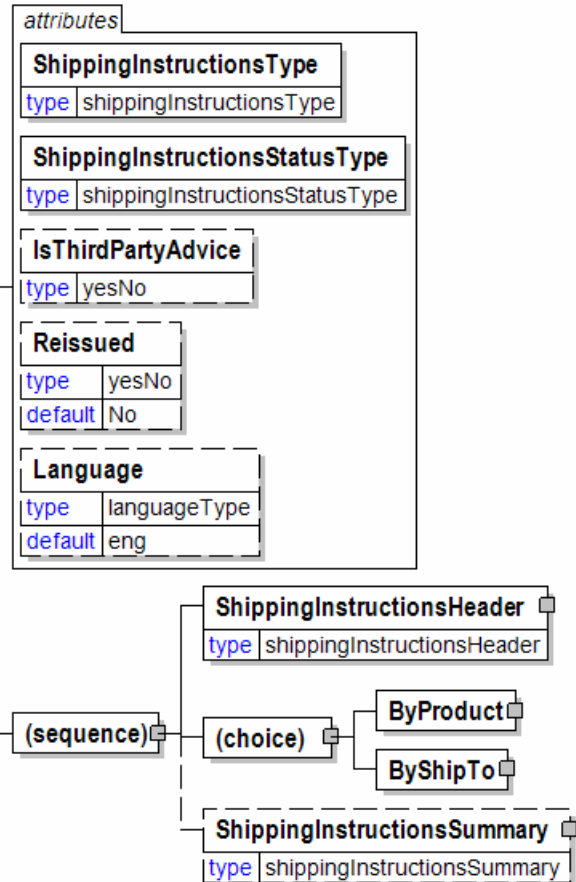 attributes
ShippingInstructionsType
type shippingInstructionsType
ShippingInstructionsStatusType
type shippingInstructionsStatusType
IsThirdPartyAdvice
type yesNo
Reissued
type yesNo
default No
Language
type languageType
default eng
ShippingInstructionsHeader
type shippingInstructionsHeader
(sequence)
(choice)
ByProduct
ByShipTo
ShippingInstructionsSummary
type shippingInstructionsSummary